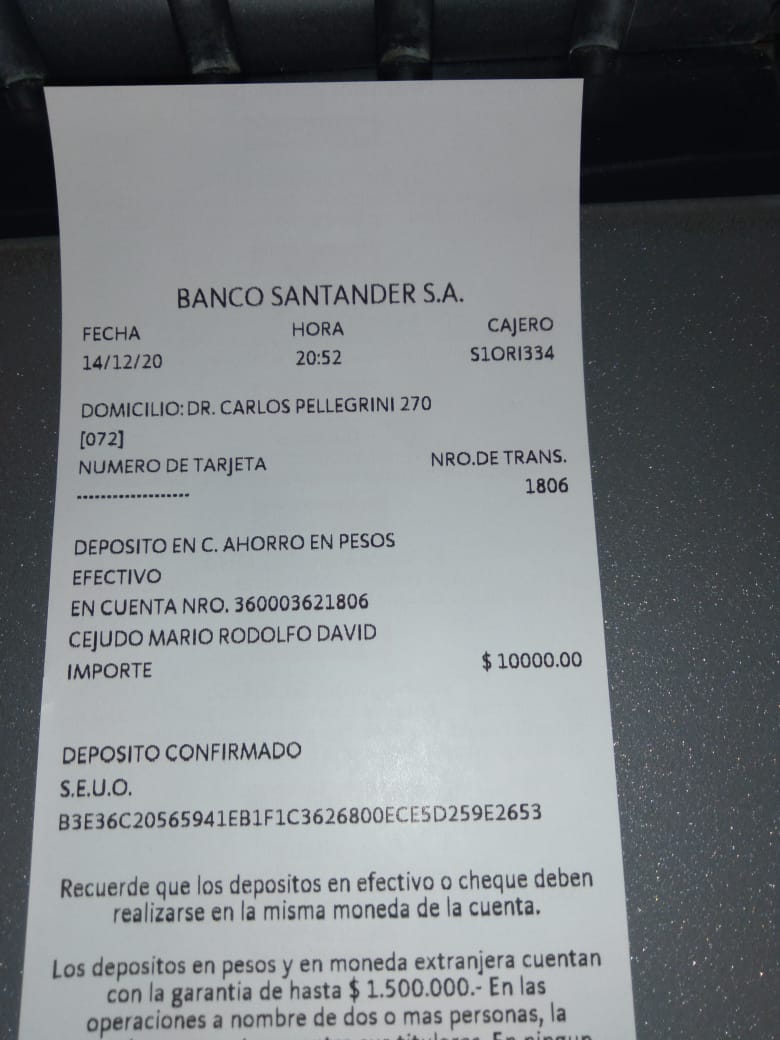 BANCO SANTANDER S.A.
FECHA HORA CAJERO
14/12/20 20:52 S1ORI334
DOMICILIO: DR. CARLOS PELLEGRINI 270
[072]
NUMERO DE TARJETA NRO.DE TRANS.
------------------- 1806
DEPOSITO EN C. AHORRO EN PESOS
EFECTIVO
EN CUENTA NRO. 360003621806
CEJUDO MARIO RODOLFO DAVID
IMPORTE $ 10000.00
DEPOSITO CONFIRMADO
S.E.U.O.
B3E36C20565941EB1F1C3626800ECE5D259E2653
Recuerde que los depositos en efectivo o cheque deben
realizarse en la misma moneda de la cuenta.
Los depositos en pesos y en moneda extranjera cuentan
con la garantia de hasta $ 1.500.000.- En las
operaciones a nombre de dos o mas personas, la